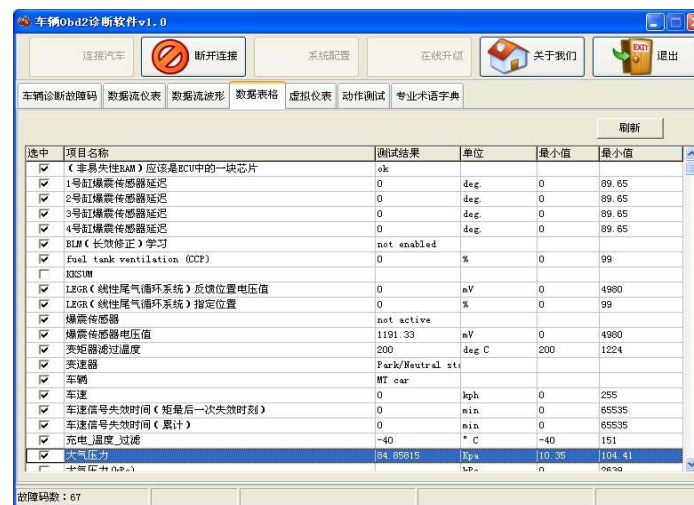 车辆Obd2诊断软件v1.0
连接汽车 断开连接 系统配置 在线升级 关于我们 EXIT 退出
车辆诊断故障码 数据流仪表 数据流波形 数据表格 虚拟仪表 动作测试 专业术语字典
刷新
选中 项目名称 测试结果 单位 最小值 最小值
(非易失性RAM)应该是ECU中的一块芯片 ok
1号缸爆震传感器延迟 0 deg. 0 89.65
2号缸爆震传感器延迟 0 deg. 0 89.65
3号缸爆震传感器延迟 0 deg. 0 89.65
4号缸爆震传感器延迟 0 deg. 0 89.65
BLM(长效修正)学习 not enabled
fuel tank ventilation (CCP) 0 % 0 99
KKSUM
LEGR(线性尾气循环系统)反馈位置电压值 0 mV 0 4980
LEGR(线性尾气循环系统)指定位置 0 % 0 99
爆震传感器 not active
爆震传感器电压值 1191.33 mV 0 4980
变矩器滤过温度 200 deg C 200 1224
变速器 Park/Neutral sta
车辆 MT car
车速 0 kph 0 255
车速信号失效时间(矩最后一次失效时刻) 0 min 0 65535
车速信号失效时间(累计) 0 min 0 65535
充电_温度_过滤 -40 ° C -40 151
大气压力 84.85815 Kpa 10.35 104.41
大气压力(kPa) 0 kPa 0 2639
故障码数:67